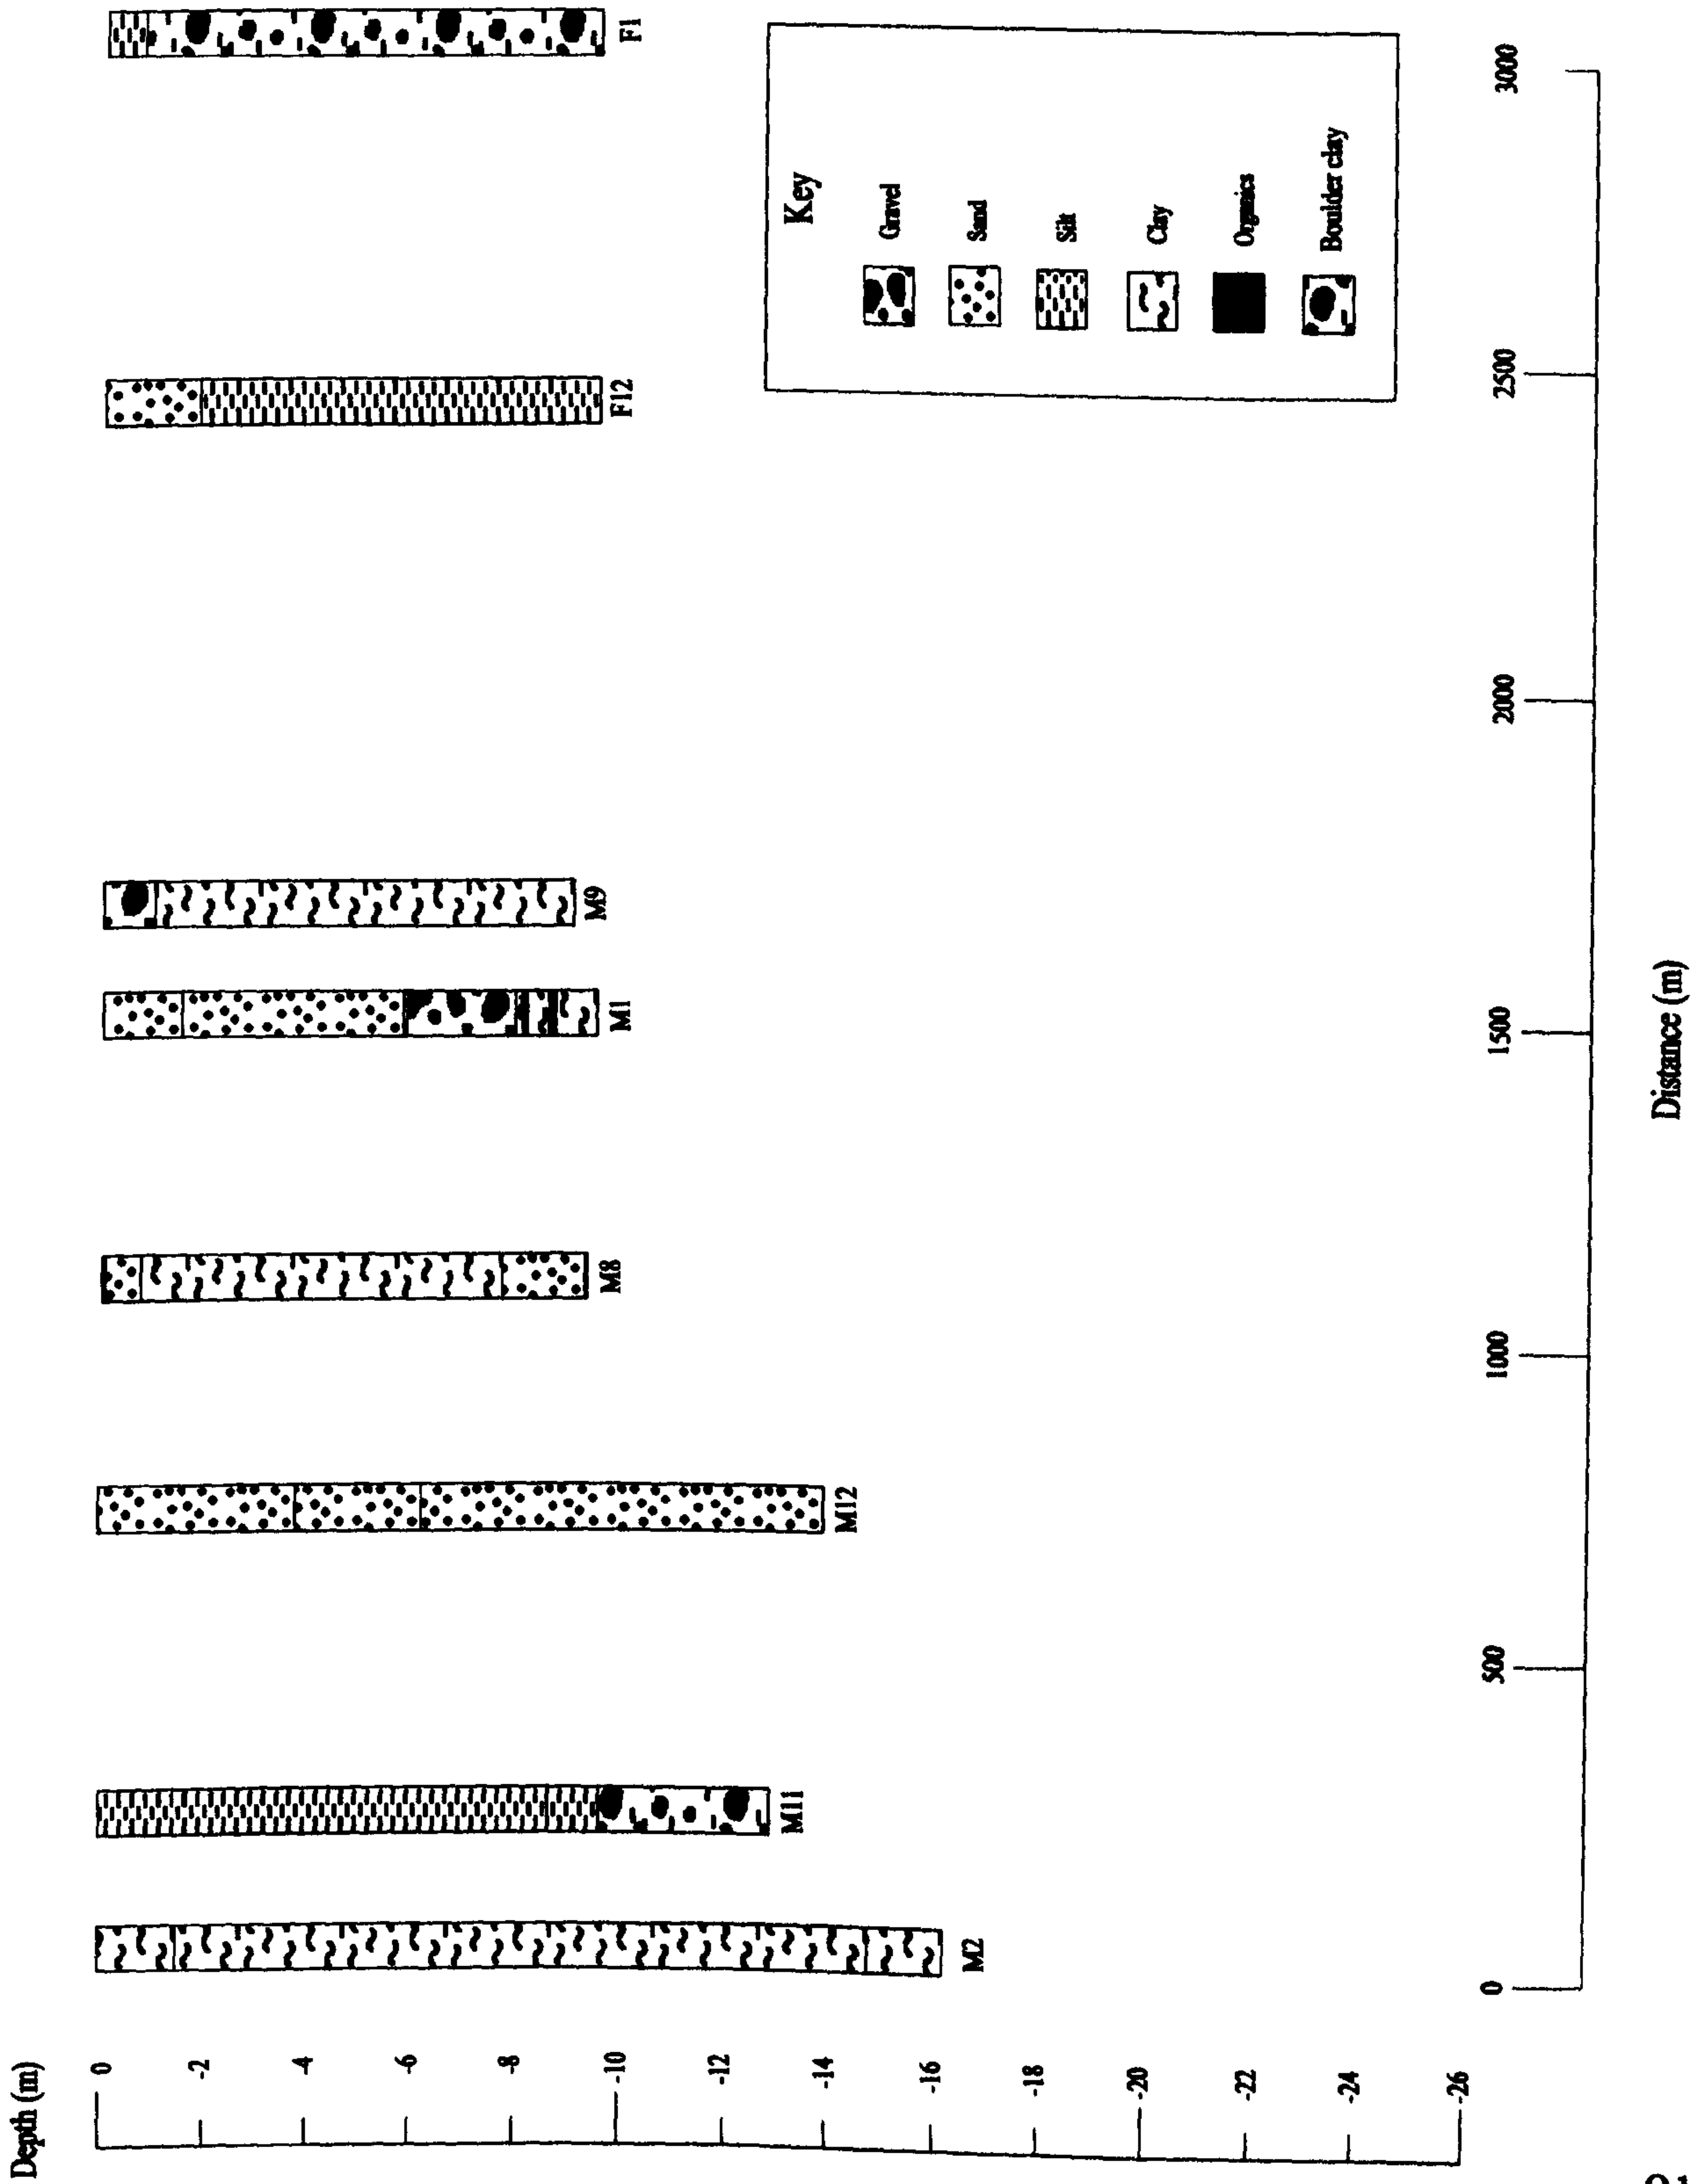 Depth (m)
0
-2
-4
-6
-8
-10
-12
-14
-16
-18
-20
-22
-24
-26
M2
M11
M12
M8
M1
M9
F12
F1
Key
Gravel
Sand
Silt
Clay
Organics
Boulder clay
0
500
1000
1500
2000
2500
3000
Distance (m)